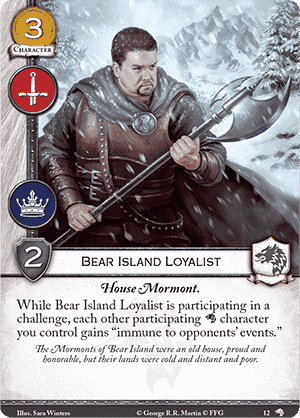 3
CHARACTER
2
BEAR ISLAND LOYALIST
House Mormont.
While Bear Island Loyalist is participating in a
challenge, each other participating character
you control gains “immune to opponents’ events.”
The Mormonts of Bear Island were an old house, proud and
honorable, but their lands were cold and distant and poor.
Illus. Sara Winters © George R.R. Martin © FFG 12